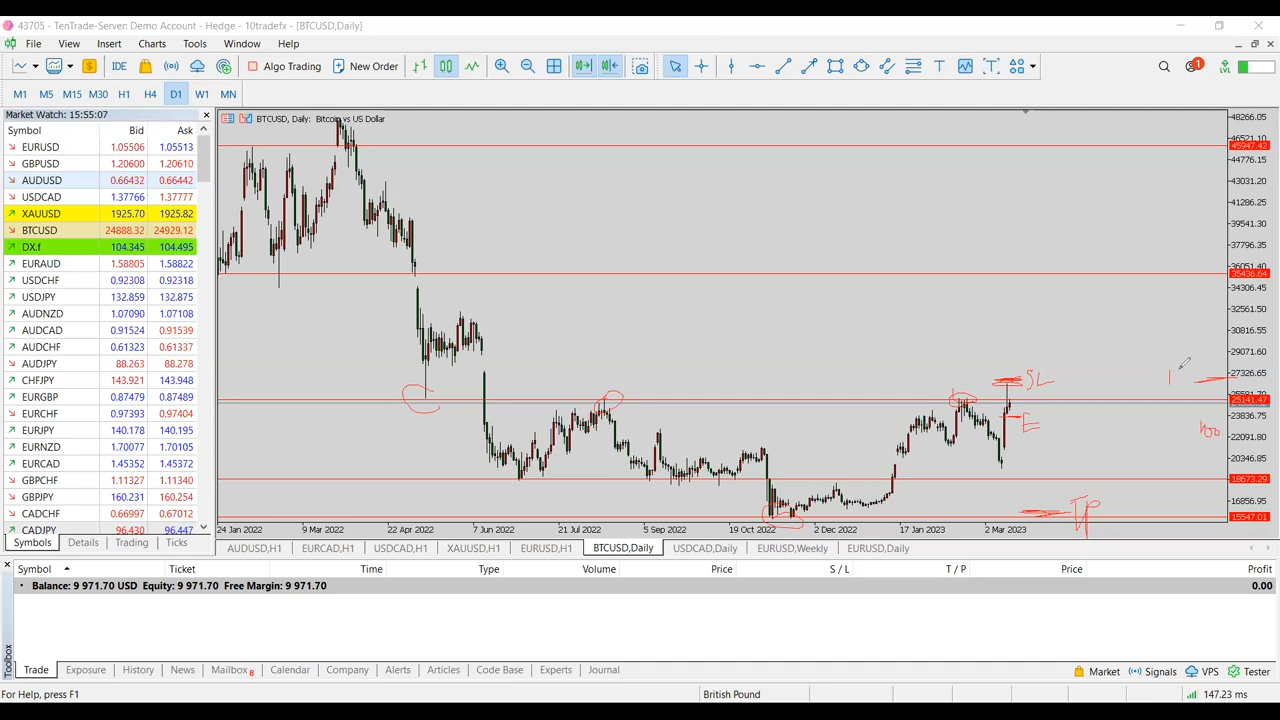 43705 - TenTrade-Server: Demo Account - Hedge - 10tradefx - [BTCUSD,Daily]
File View Insert Charts Tools Window Help
IDE Algo Trading New Order 1 LVL
M1 M5 M15 M30 H1 H4 D1 W1 MN
Market Watch: 15:55:07
Symbol Bid Ask
EURUSD 1.05506 1.05513
GBPUSD 1.20600 1.20610
AUDUSD 0.66432 0.66442
USDCAD 1.37766 1.37777
XAUUSD 1925.70 1925.82
BTCUSD 24888.32 24929.12
DX.f 104.345 104.495
EURAUD 1.58805 1.58822
USDCHF 0.92308 0.92318
USDJPY 132.859 132.875
AUDNZD 1.07090 1.07108
AUDCAD 0.91524 0.91539
AUDCHF 0.61323 0.61337
AUDJPY 88.263 88.278
CHFJPY 143.921 143.948
EURGBP 0.87479 0.87489
EURCHF 0.97393 0.97404
EURJPY 140.178 140.195
EURNZD 1.70077 1.70107
EURCAD 1.45352 1.45372
GBPCHF 1.11327 1.11340
GBPJPY 160.231 160.254
CADCHF 0.66997 0.67012
CADJPY 96.430 96.447
Symbols Details Trading Ticks
BTCUSD, Daily: Bitcoin vs US Dollar
48266.05
46521.10
45947.42
44776.15
43031.20
41286.25
39541.30
37796.35
36051.40
35436.64
34306.45
32561.50
30816.55
29071.60
27326.65
25141.47
23836.75
22091.80
20346.85
18673.29
16856.95
15547.01
SL
E
TP
24 Jan 2022 9 Mar 2022 22 Apr 2022 7 Jun 2022 21 Jul 2022 5 Sep 2022 19 Oct 2022 2 Dec 2022 17 Jan 2023 2 Mar 2023
AUDUSD,H1 EURCAD,H1 USDCAD,H1 XAUUSD,H1 EURUSD,H1 BTCUSD,Daily USDCAD,Daily EURUSD,Weekly EURUSD,Daily
Symbol Ticket Time Type Volume Price S / L T / P Price Profit
Balance: 9 971.70 USD Equity: 9 971.70 Free Margin: 9 971.70 0.00
Toolbox
Trade Exposure History News Mailbox 8 Calendar Company Alerts Articles Code Base Experts Journal
Market Signals VPS Tester
For Help, press F1 British Pound 147.23 ms